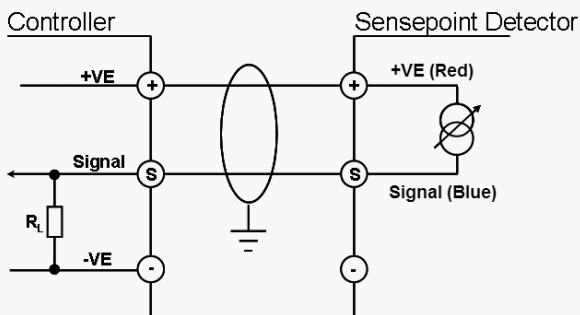 Controller
Sensepoint Detector
+VE
+
+
+VE (Red)
Signal
S
S
Signal (Blue)
RL
-VE
-
-